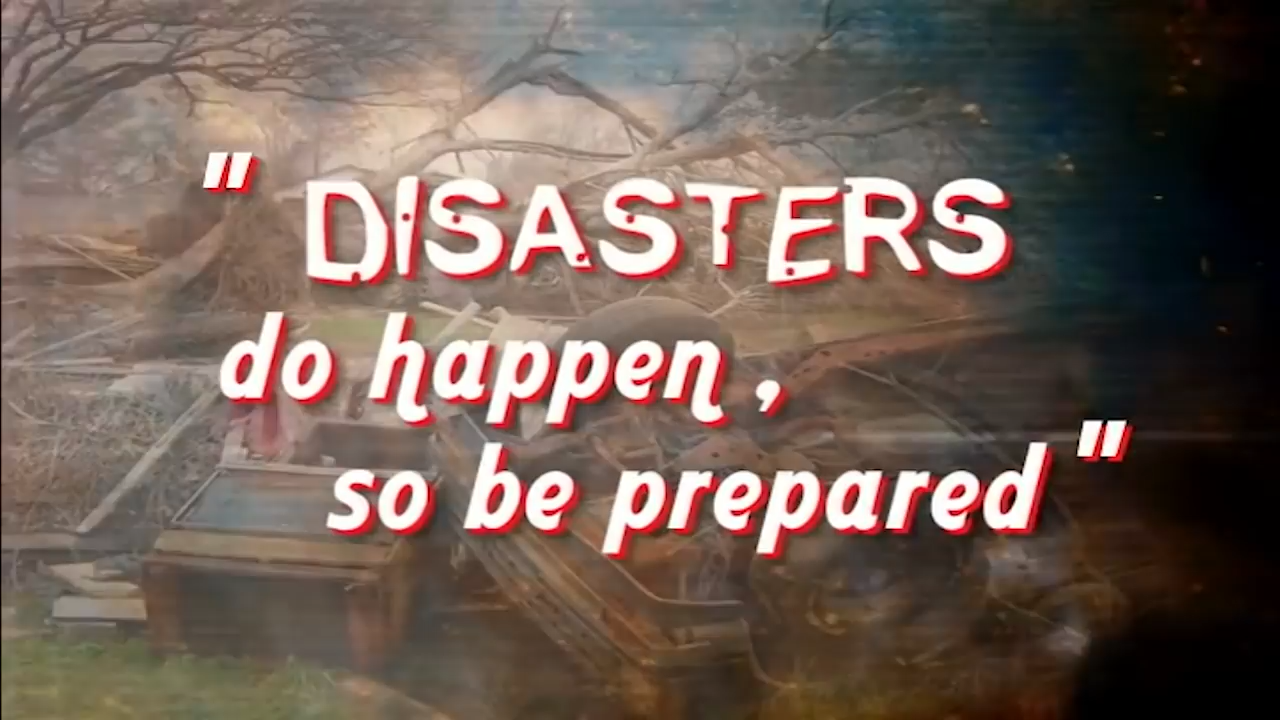 " DISASTERS
do happen ,
so be prepared "